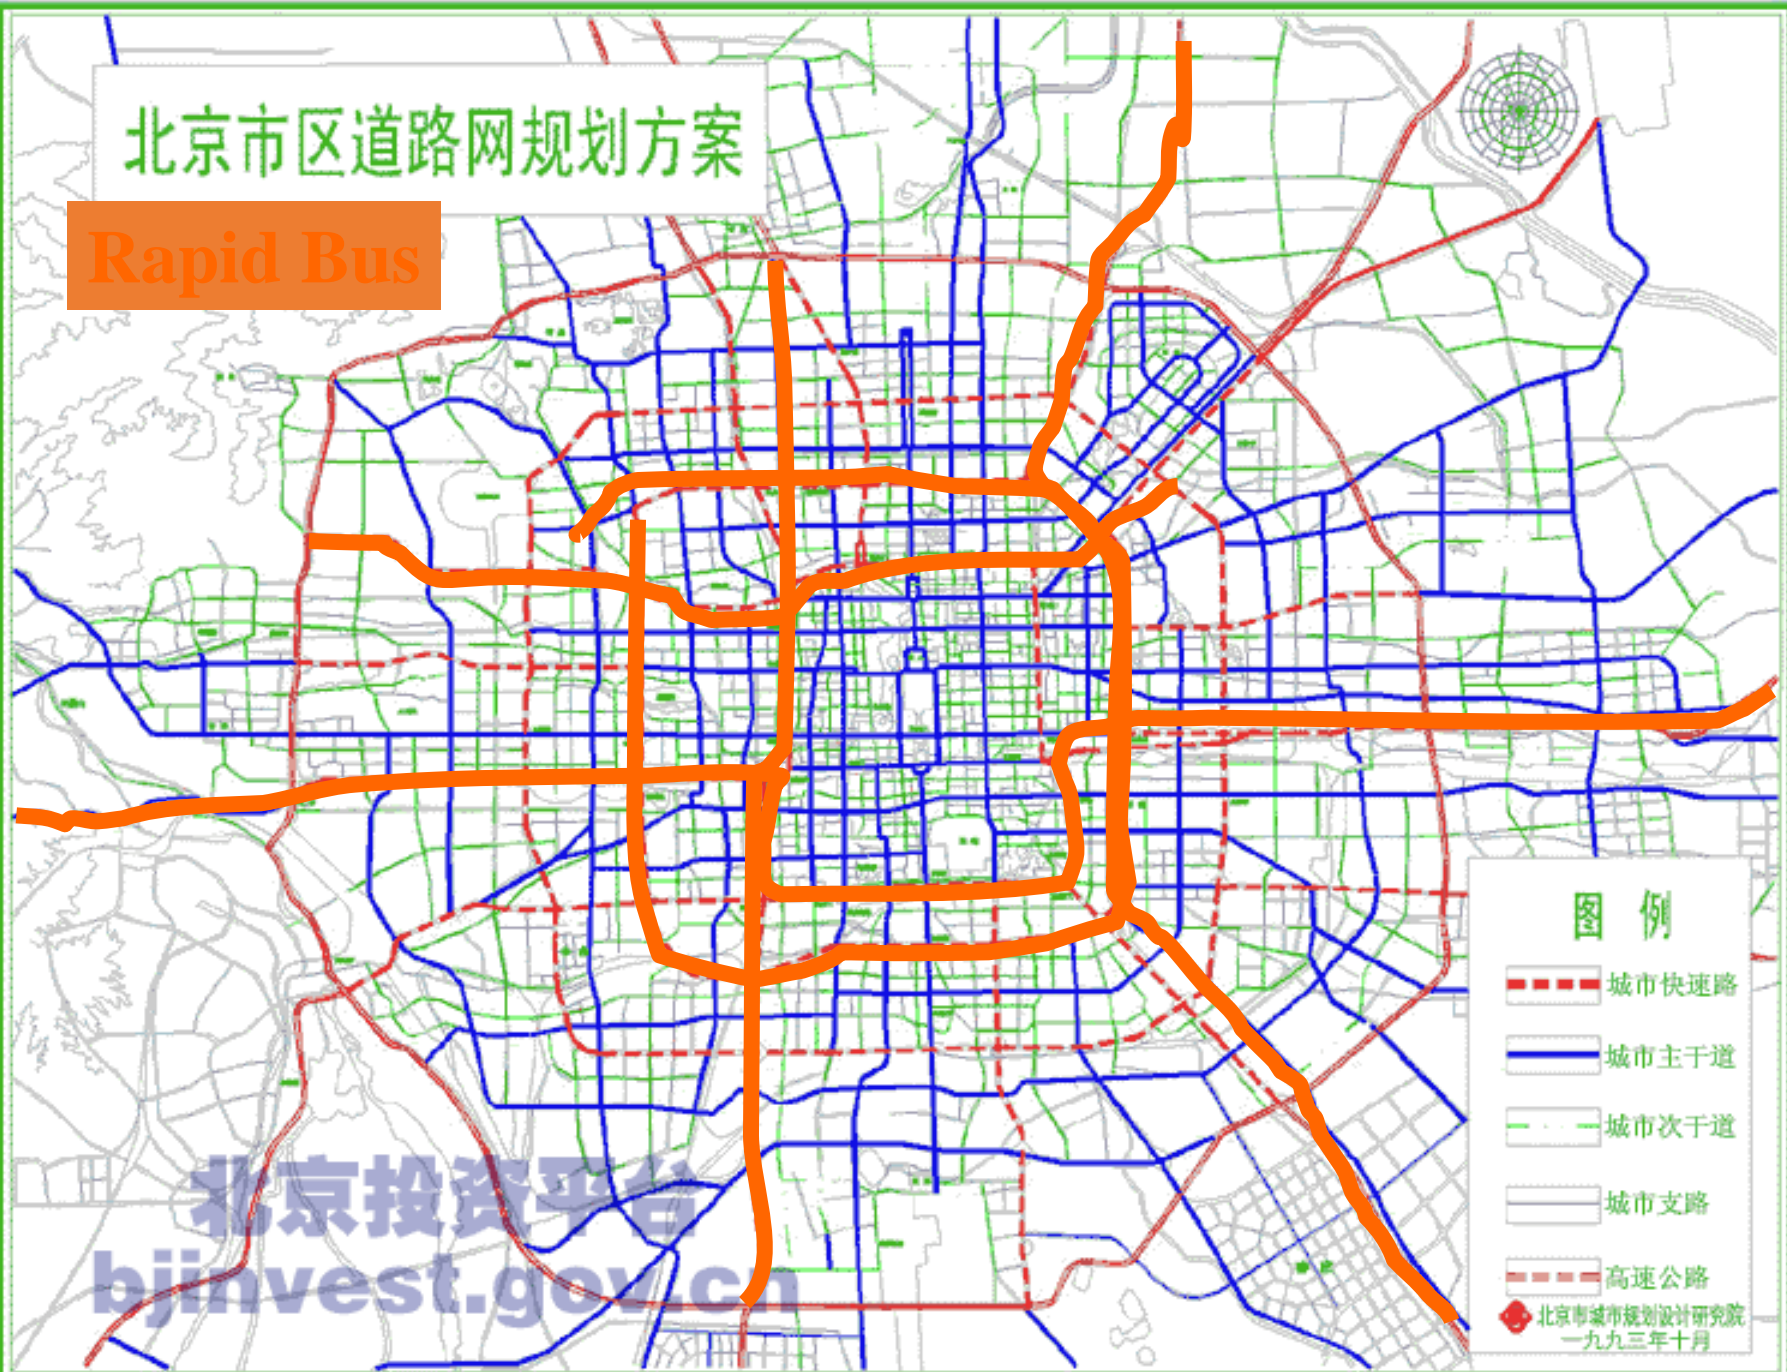 北京市区道路网规划方案
Rapid Bus
图 例
城市快速路
城市主干道
城市次干道
城市支路
高速公路
北京市城市规划设计研究院
一九九三年十月
北京投资平台
bjinvest.gov.cn